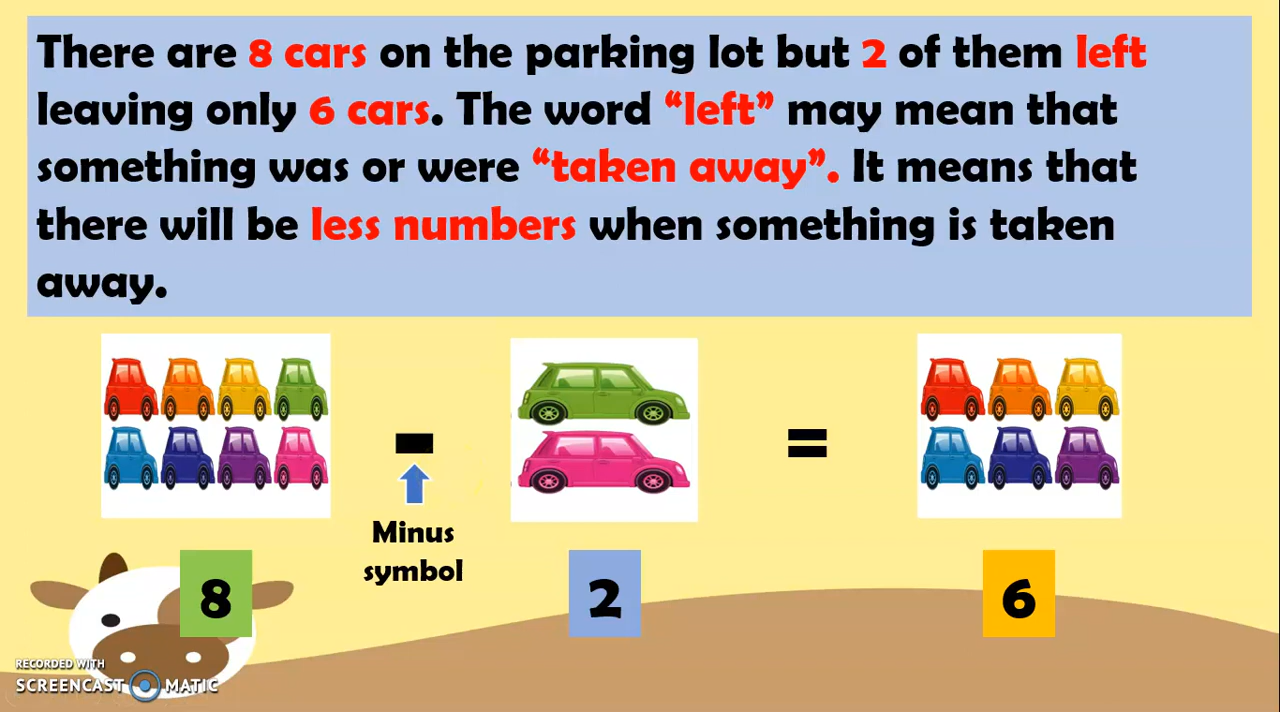 There are 8 cars on the parking lot but 2 of them left
leaving only 6 cars. The word “left” may mean that
something was or were “taken away”. It means that
there will be less numbers when something is taken
away.
-
=
Minus
symbol
8
2
6
RECORDED WITH
SCREENCAST MATIC